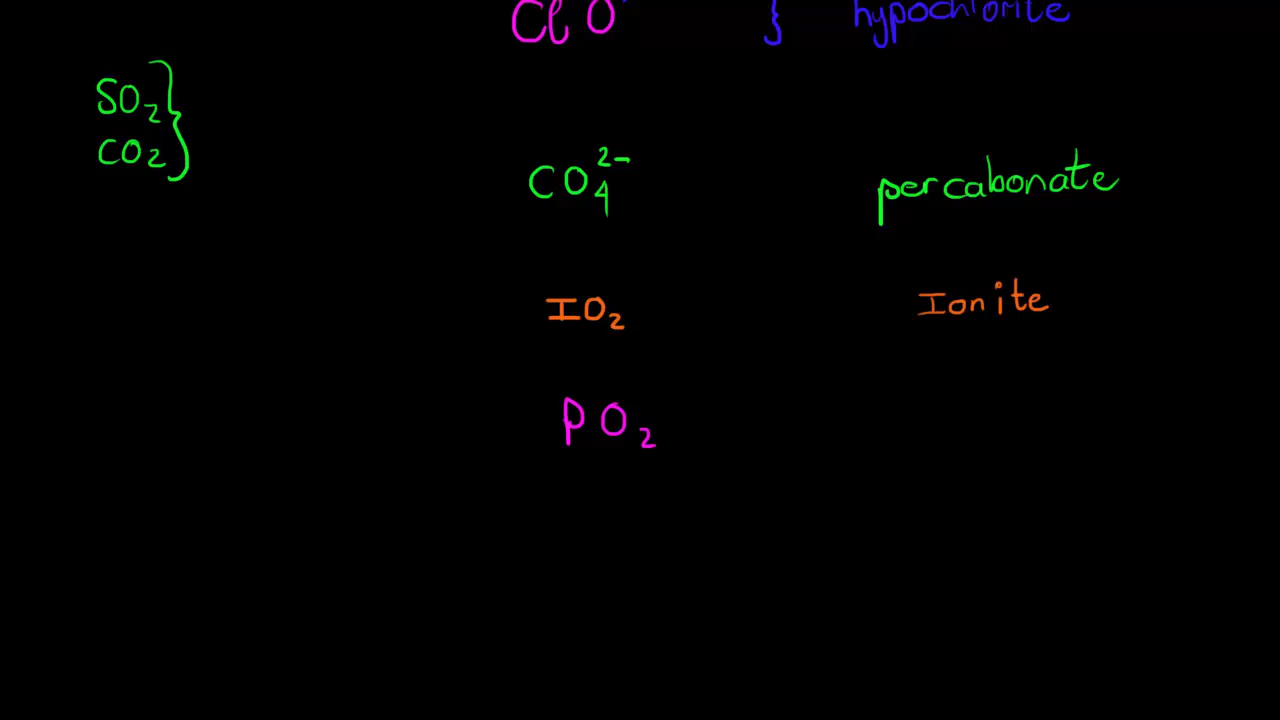 ClO⁻ } hypochlorite
SO₂ }
CO₂
CO₄²⁻ percabonate
IO₂ Ionite
PO₂